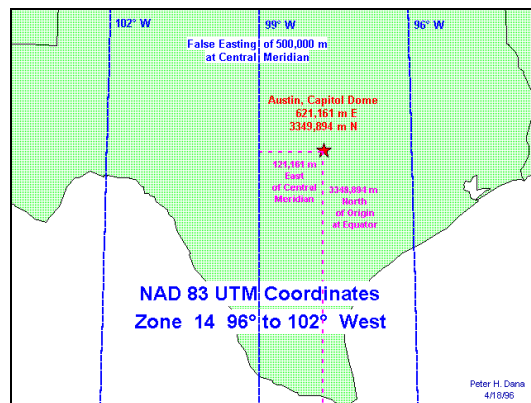 102° W
99° W
96° W
False Easting of 500,000 m
at Central Meridian
Austin, Capitol Dome
621,161 m E
3349,894 m N
121,161 m
East
of Central
Meridian
3349,894 m
North
of Origin
at Equator
NAD 83 UTM Coordinates
Zone 14 96° to 102° West
Peter H. Dana
4/18/96